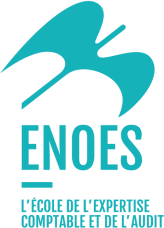 ENOES
L'ÉCOLE DE L'EXPERTISE
COMPTABLE ET DE L'AUDIT